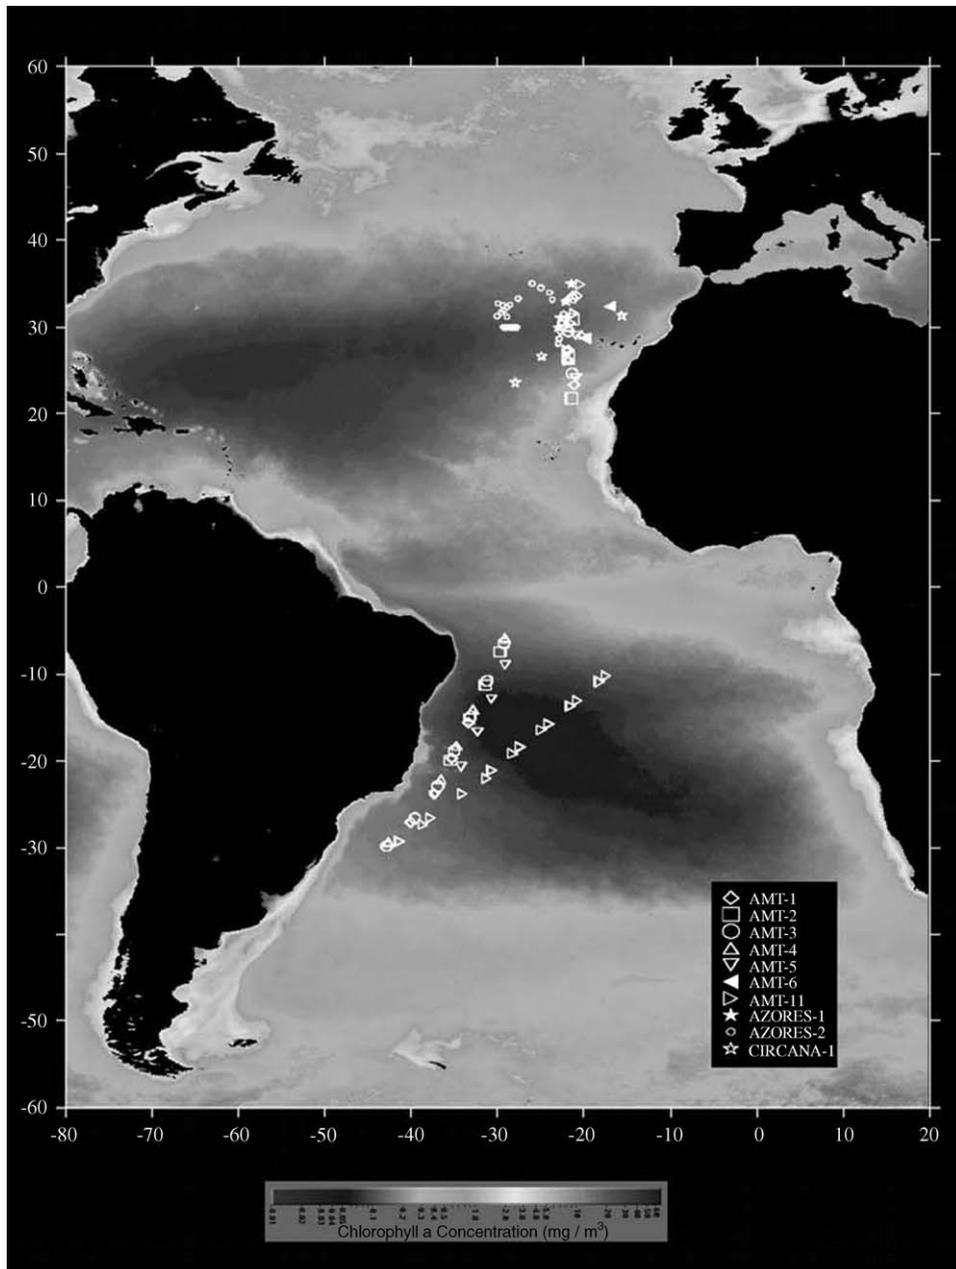 60
50
40
30
20
10
0
-10
-20
-30
-50
-60
-80 -70 -60 -50 -40 -30 -20 -10 0 10 20
AMT-1
AMT-2
AMT-3
AMT-4
AMT-5
AMT-6
AMT-11
AZORES-1
AZORES-2
CIRCANA-1
Chlorophyll a Concentration (mg / m³)